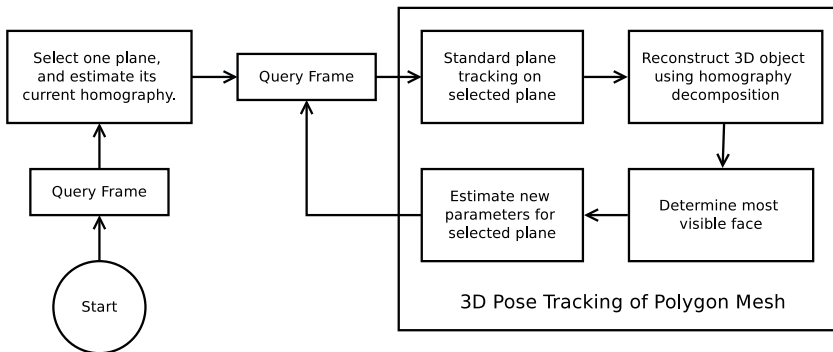 Select one plane,
and estimate its
current homography.
Query Frame
Start
Query Frame
Standard plane
tracking on
selected plane
Reconstruct 3D object
using homography
decomposition
Determine most
visible face
Estimate new
parameters for
selected plane
3D Pose Tracking of Polygon Mesh